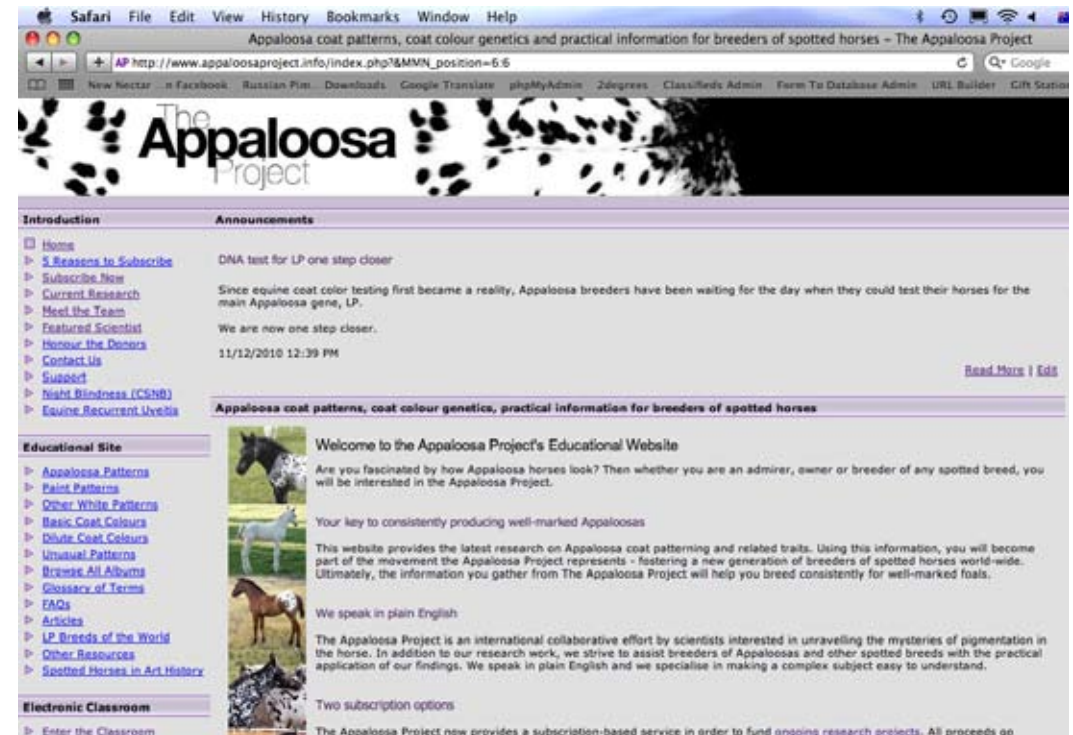 Safari File Edit View History Bookmarks Window Help
Appaloosa coat patterns, coat colour genetics and practical information for breeders of spotted horses – The Appaloosa Project
AP http://www.appaloosaproject.info/index.php?&MMN_position=6:6
Google
New Nectar ...n Facebook Russian Pim... Downloads Google Translate phpMyAdmin 2degrees Classifieds Admin Form To Database Admin URL Builder Gift Station
The
Appaloosa
Project
Introduction
Home
5 Reasons to Subscribe
Subscribe Now
Current Research
Meet the Team
Featured Scientist
Honour the Donors
Contact Us
Support
Night Blindness (CSNB)
Equine Recurrent Uveitis
Educational Site
Appaloosa Patterns
Paint Patterns
Other White Patterns
Basic Coat Colours
Dilute Coat Colours
Unusual Patterns
Browse All Albums
Glossary of Terms
FAQs
Articles
LP Breeds of the World
Other Resources
Spotted Horses in Art History
Electronic Classroom
Enter the Classroom
Announcements
DNA test for LP one step closer
Since equine coat color testing first became a reality, Appaloosa breeders have been waiting for the day when they could test their horses for the
main Appaloosa gene, LP.
We are now one step closer.
11/12/2010 12:39 PM
Read More | Edit
Appaloosa coat patterns, coat colour genetics, practical information for breeders of spotted horses
Welcome to the Appaloosa Project's Educational Website
Are you fascinated by how Appaloosa horses look? Then whether you are an admirer, owner or breeder of any spotted breed, you
will be interested in the Appaloosa Project.
Your key to consistently producing well-marked Appaloosas
This website provides the latest research on Appaloosa coat patterning and related traits. Using this information, you will become
part of the movement the Appaloosa Project represents - fostering a new generation of breeders of spotted horses world-wide.
Ultimately, the information you gather from The Appaloosa Project will help you breed consistently for well-marked foals.
We speak in plain English
The Appaloosa Project is an international collaborative effort by scientists interested in unravelling the mysteries of pigmentation in
the horse. In addition to our research work, we strive to assist breeders of Appaloosas and other spotted breeds with the practical
application of our findings. We speak in plain English and we specialise in making a complex subject easy to understand.
Two subscription options
The Appaloosa Project now provides a subscription-based service in order to fund ongoing research projects. All proceeds go